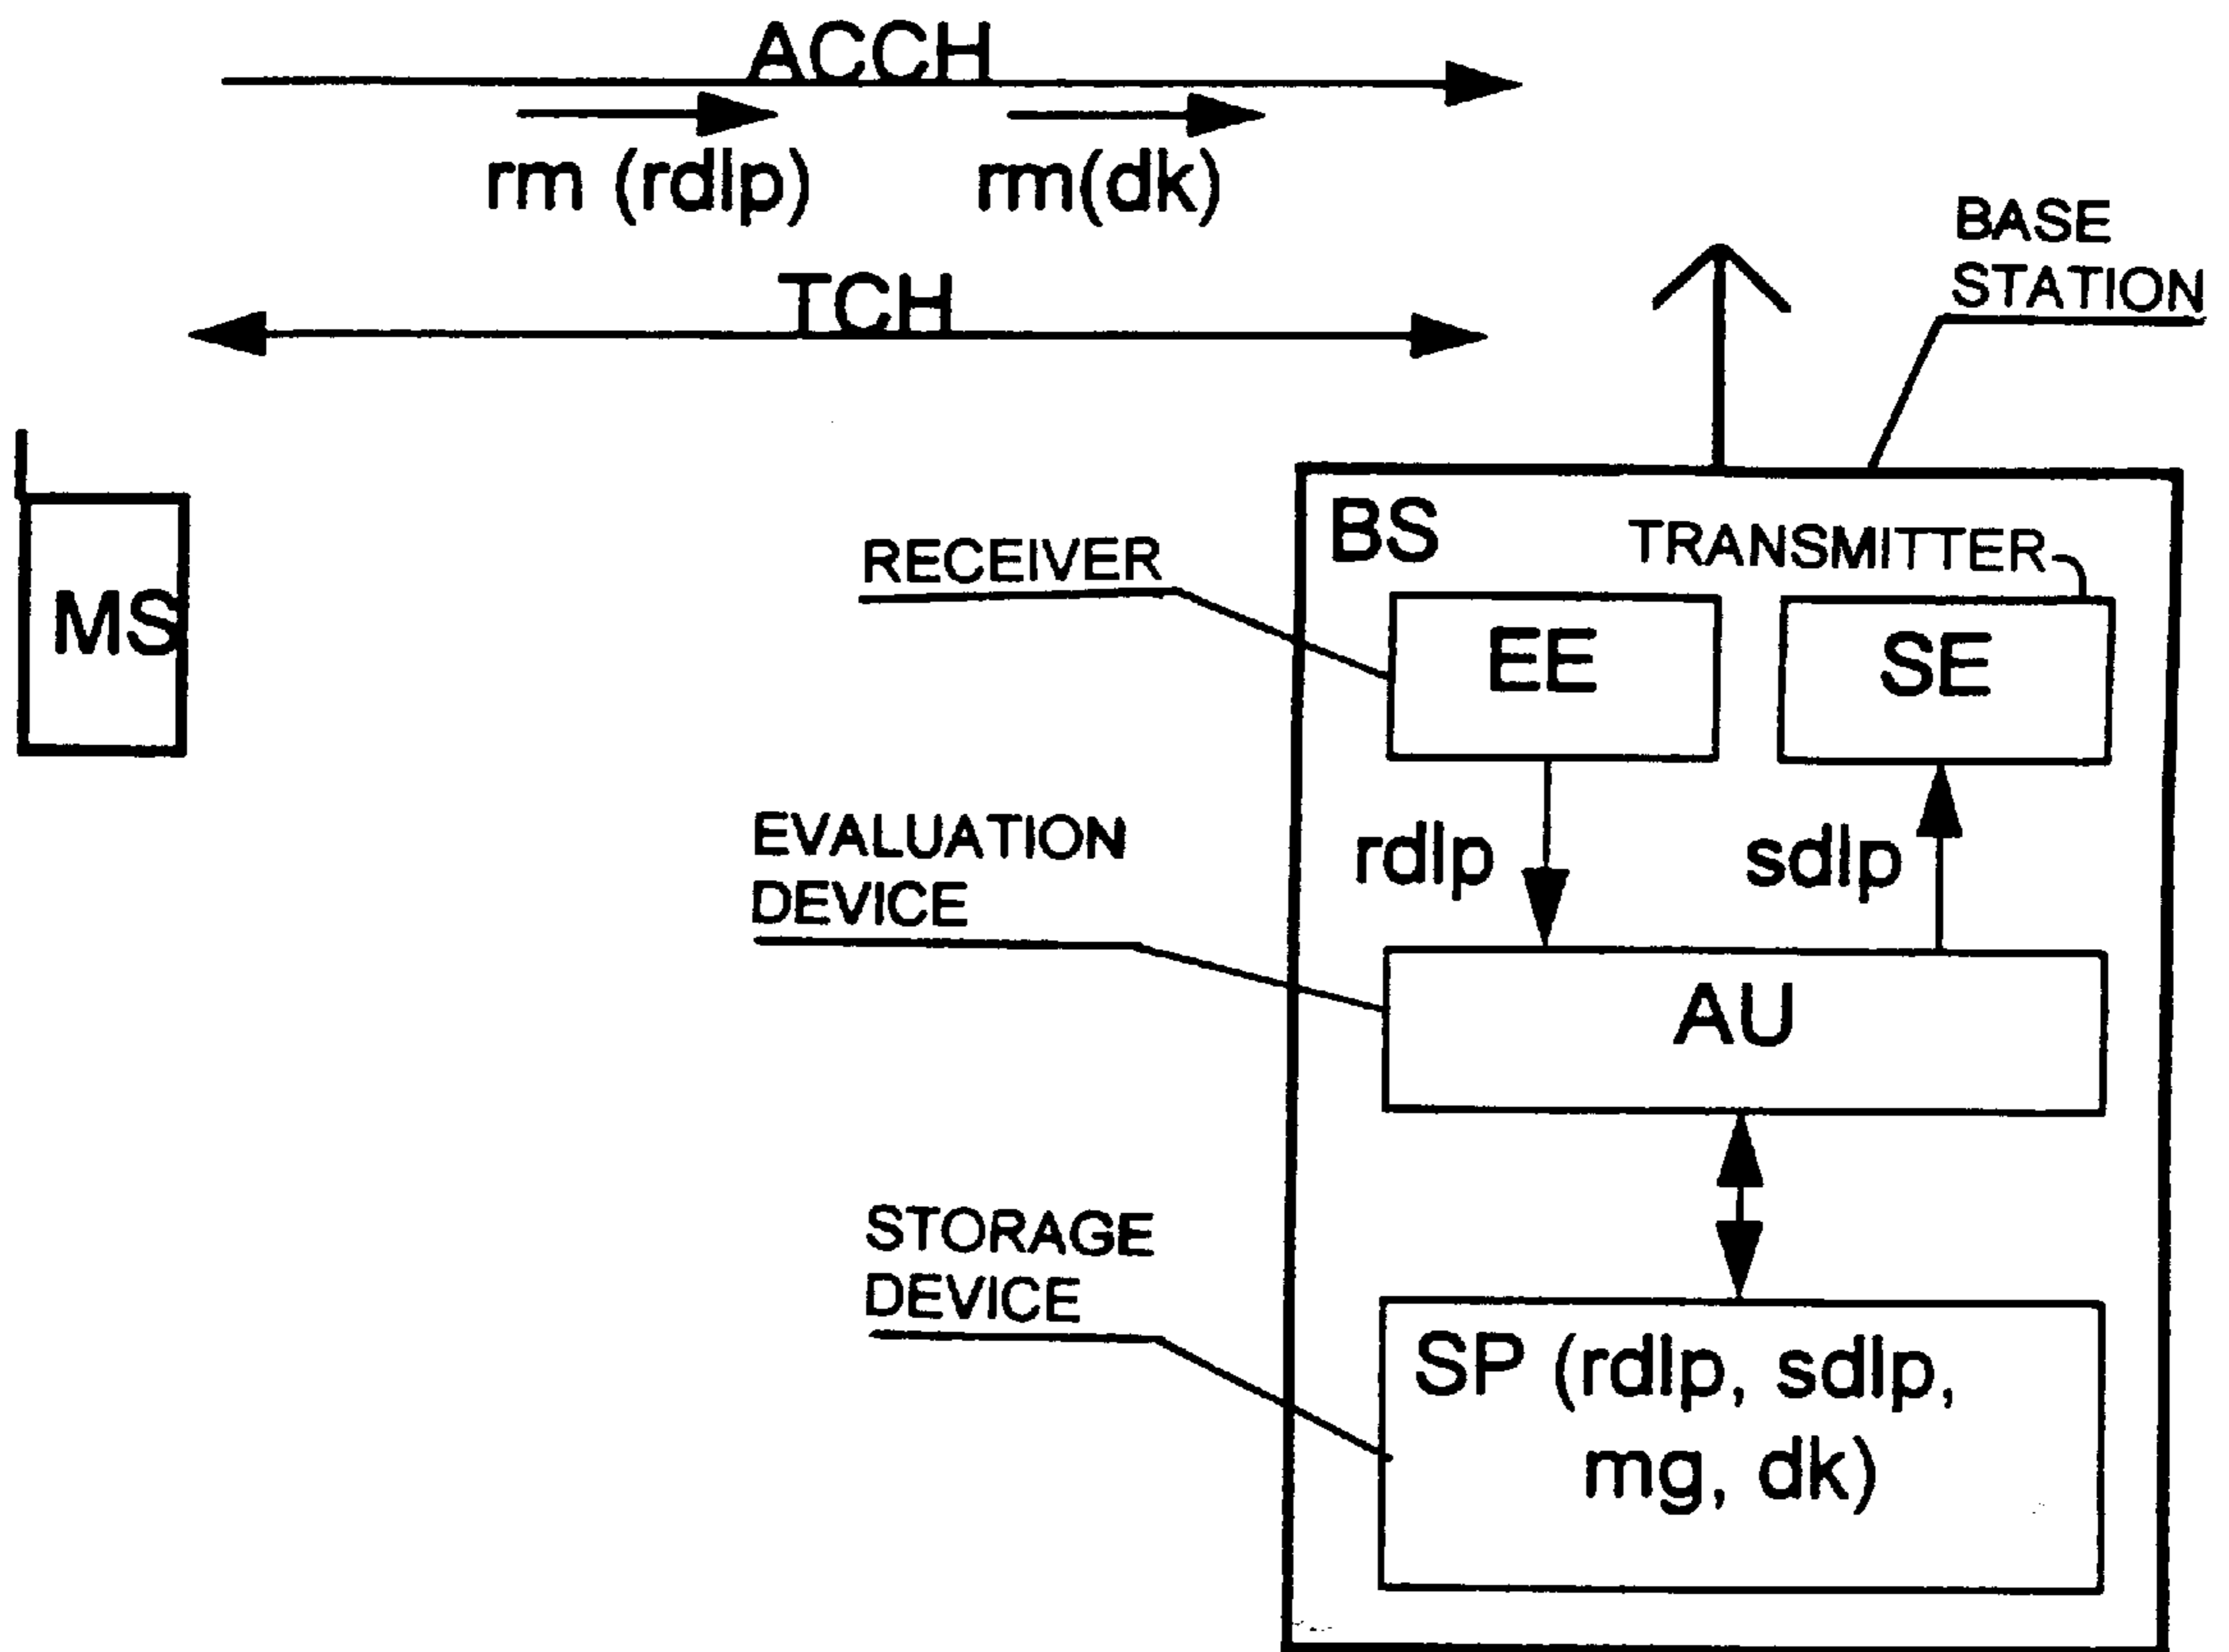 ACCH
rm (rdlp) rm(dk)
TCH
BASE
STATION
MS
BS
RECEIVER
TRANSMITTER
EE
SE
EVALUATION
DEVICE
rdlp
sdlp
AU
STORAGE
DEVICE
SP (rdlp, sdlp,
mg, dk)